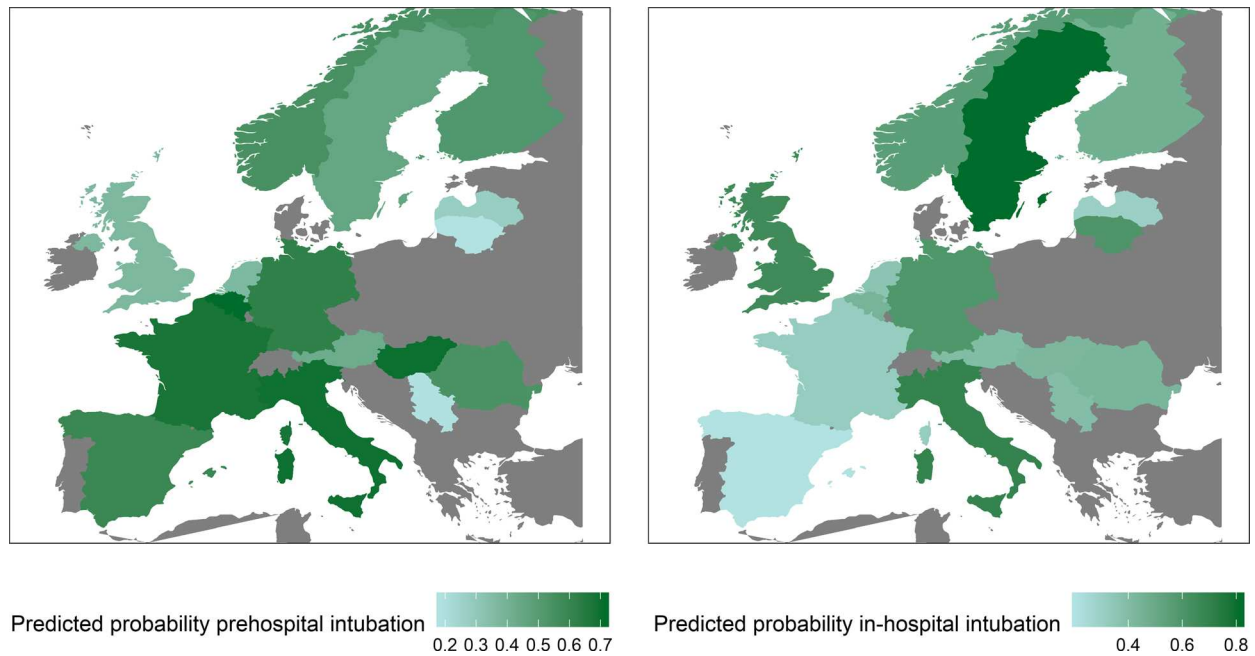 Predicted probability prehospital intubation
0.2 0.3 0.4 0.5 0.6 0.7
Predicted probability in-hospital intubation
0.4 0.6 0.8